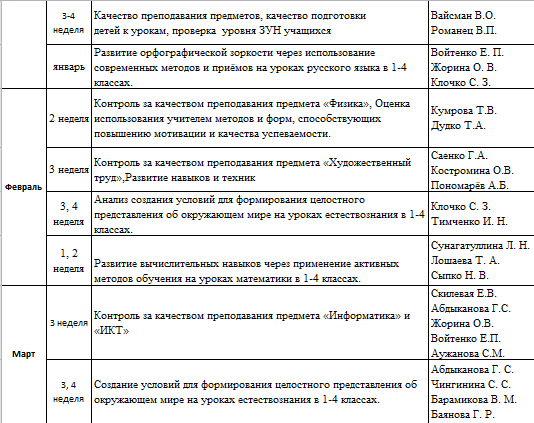 3-4
неделя
Качество преподавания предметов, качество подготовки
детей к урокам, проверка уровня ЗУН учащихся
Вайсман В.О.
Романец В.П.
январь
Развитие орфографической зоркости через использование
современных методов и приёмов на уроках русского языка в 1-4
классах.
Войтенко Е. П.
Жорина О. В.
Клочко С. З.
Февраль
2 неделя
Контроль за качеством преподавания предмета «Физика», Оценка
использования учителем методов и форм, способствующих
повышению мотивации и качества успеваемости.
Кумрова Т.В.
Дудко Т.А.
3 неделя
Контроль за качеством преподавания предмета «Художественный
труд»,Развитие навыков и техник
Саенко Г.А.
Костромина О.В.
Пономарёв А.В.
3, 4
неделя
Анализ создания условий для формирования целостного
представления об окружающем мире на уроках естествознания в 1-4
классах.
Клочко С. З.
Тимченко И. Н.
1, 2
неделя
Развитие вычислительных навыков через применение активных
методов обучения на уроках математики в 1-4 классах.
Сунагатуллина Л. Н.
Лошаева Т. А.
Сыпко Н. В.
Март
3 неделя
Контроль за качеством преподавания предмета «Информатика» и
«ИКТ»
Скилевая Е.В.
Абдыканова Г.С.
Жорина О.В.
Войтенко Е.П.
Аужанова С.М.
3, 4
неделя
Создание условий для формирования целостного представления об
окружающем мире на уроках естествознания в 1-4 классах.
Абдыканова Г. С.
Чингинина С. С.
Барамикова В. М.
Баянова Г. Р.